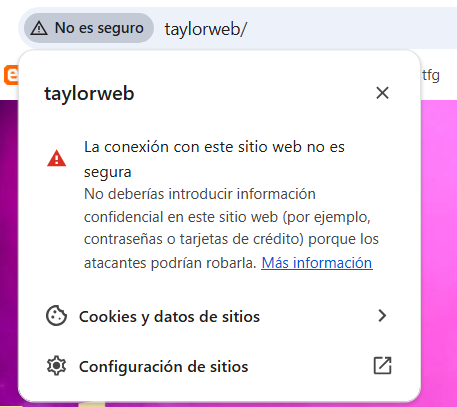 No es seguro
taylorweb/
tfg
taylorweb
La conexión con este sitio web no es
segura
No deberías introducir información
confidencial en este sitio web (por ejemplo,
contraseñas o tarjetas de crédito) porque los
atacantes podrían robarla. Más información
Cookies y datos de sitios
Configuración de sitios